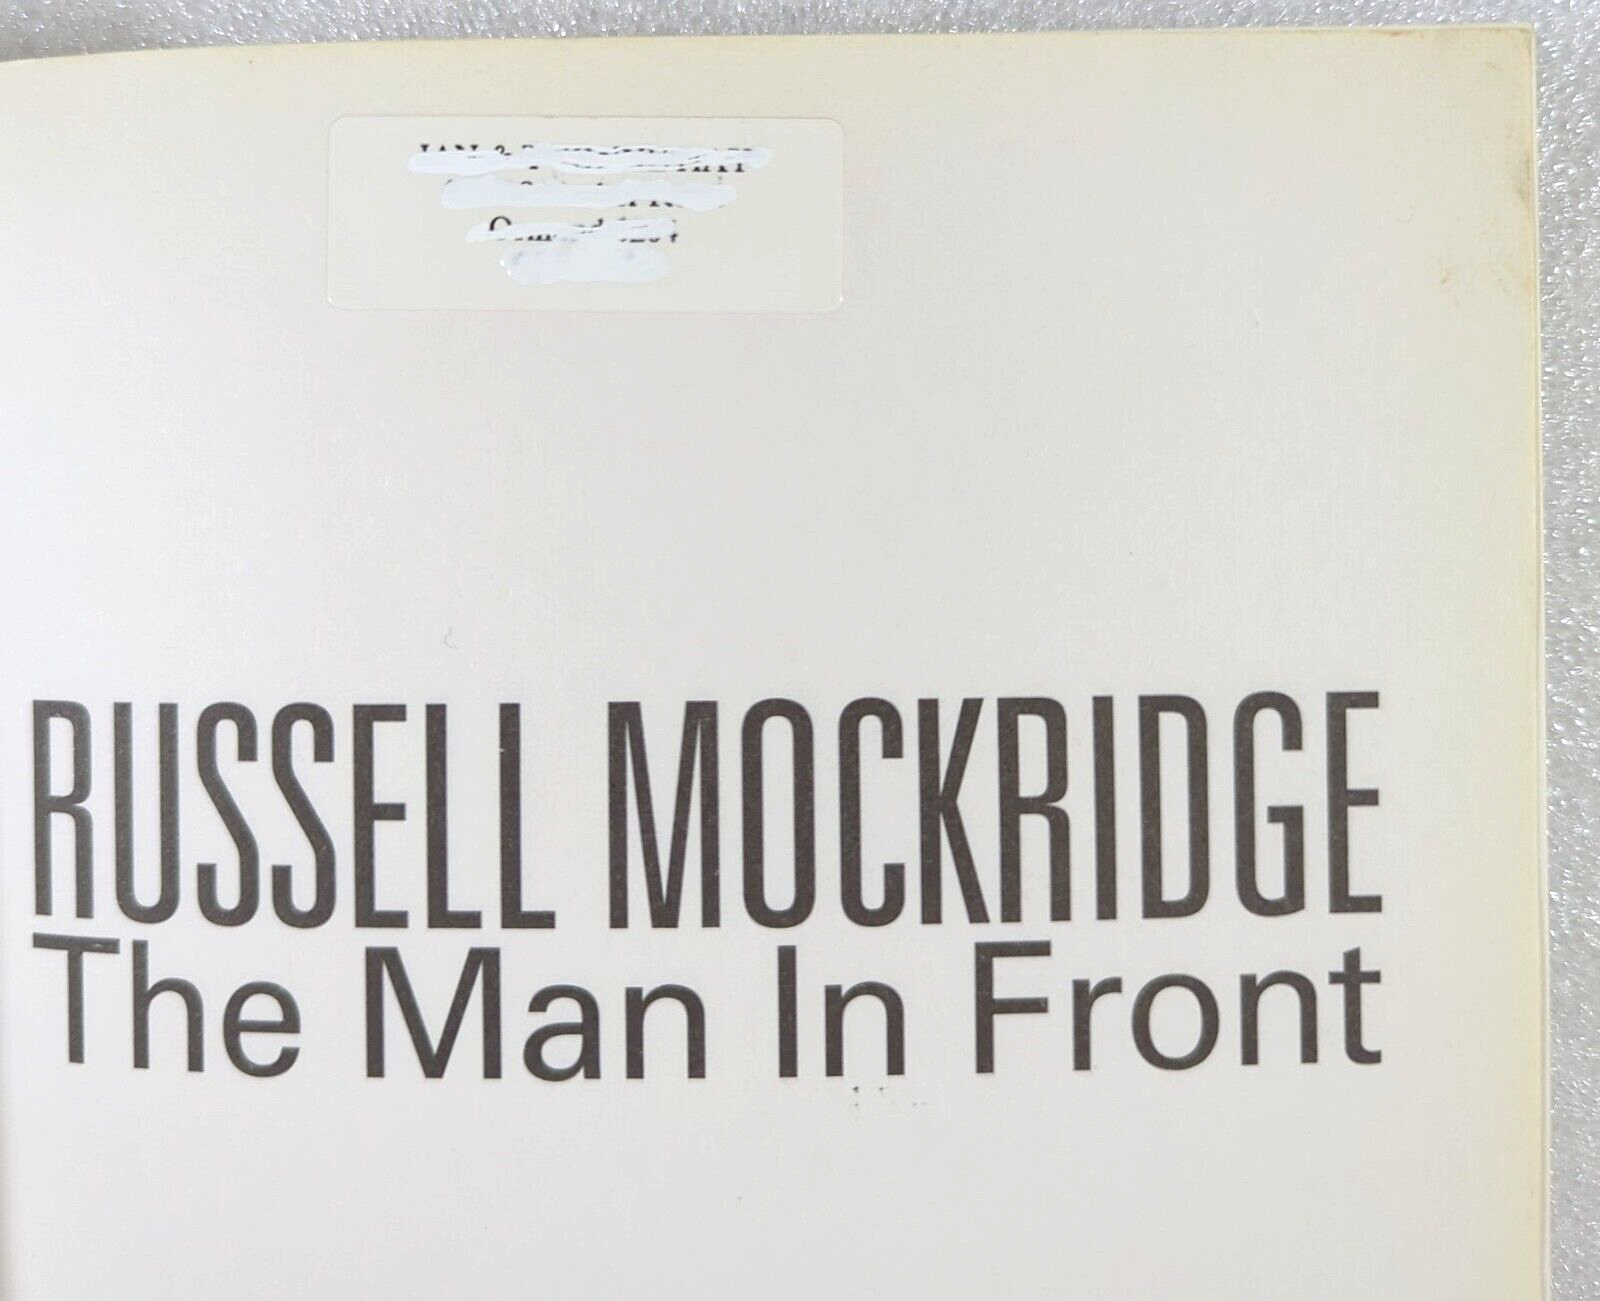 RUSSELL MOCKRIDGE
The Man In Front